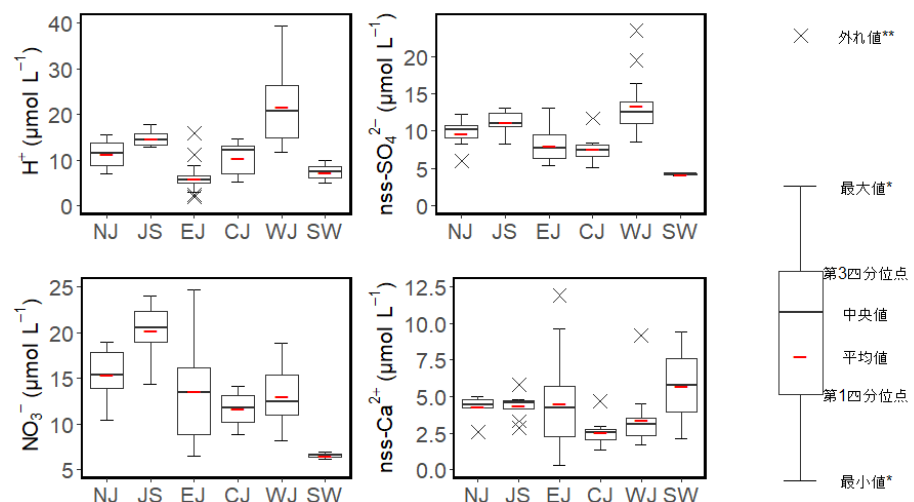 H⁺ (μmol L⁻¹)
40
30
20
10
0
NJ JS EJ CJ WJ SW
nss-SO₄²⁻ (μmol L⁻¹)
20
15
10
5
0
NJ JS EJ CJ WJ SW
NO₃⁻ (μmol L⁻¹)
25
20
15
10
5
NJ JS EJ CJ WJ SW
nss-Ca²⁺ (μmol L⁻¹)
12.5
10.0
7.5
5.0
2.5
0.0
NJ JS EJ CJ WJ SW
外れ値**
最大値*
第3四分位点
中央値
平均値
第1四分位点
最小値*